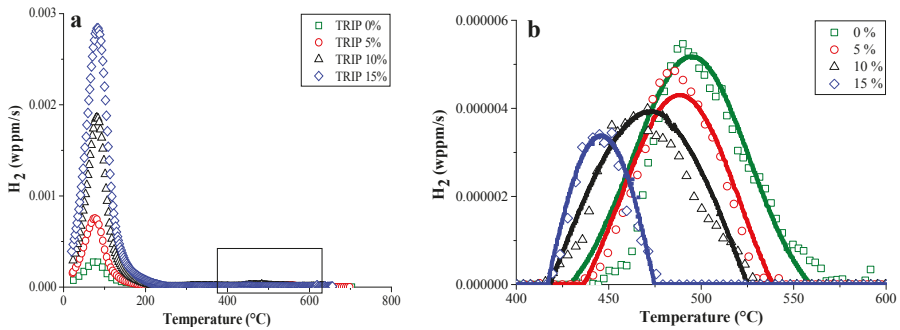 a
H2 (wppm/s)
0.003
0.002
0.001
0.000
TRIP 0%
TRIP 5%
TRIP 10%
TRIP 15%
0
200
400
600
800
Temperature (°C)
b
H2 (wppm/s)
0.000006
0.000004
0.000002
0.000000
0 %
5 %
10 %
15 %
400
450
500
550
600
Temperature (°C)